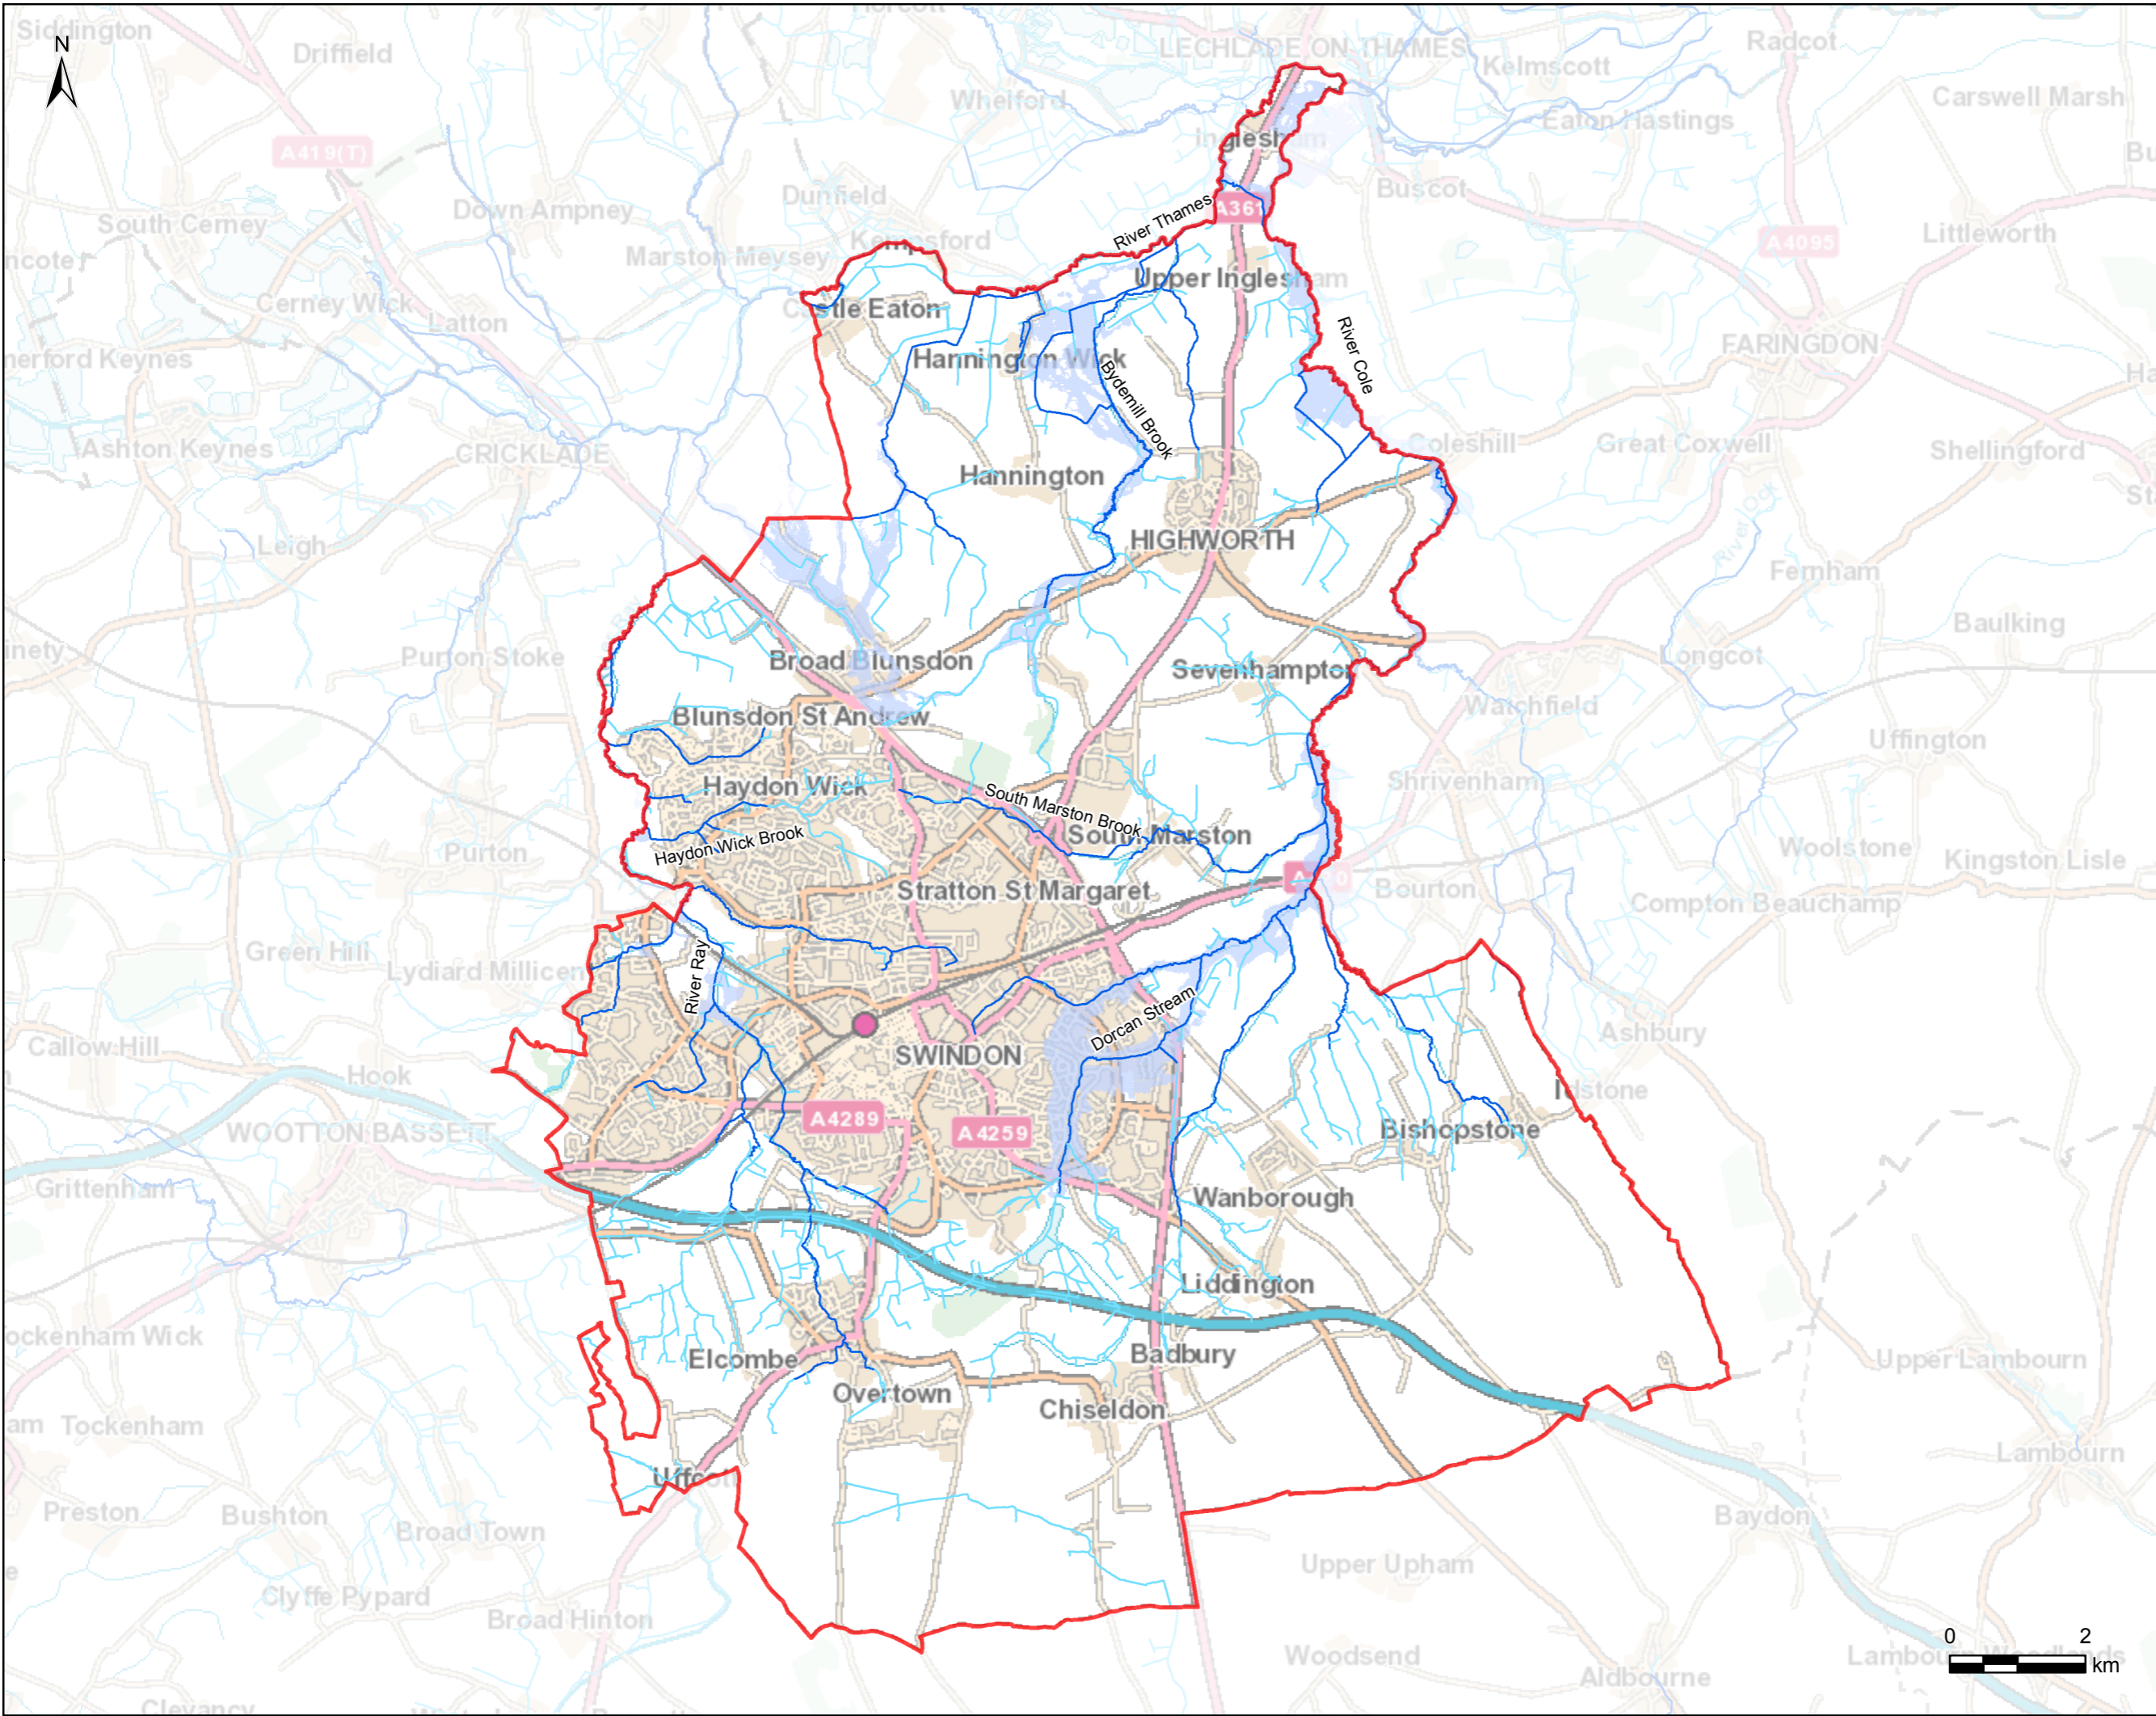 Siddington
Driffield
LECHLADE ON THAMES
Radcot
Kelmscott
N
Whelford
Carswell Marsh
Eaton Hastings
A419(T)
Inglesham
Down Ampney
Dunfield
Buscot
South Cerney
River Thames
A361
Littleworth
A4095
Kempsford
Marston Meysey
Upper Inglesham
Cerney Wick
Latton
Castle Eaton
River Cole
FARINGDON
Hannington Wick
Bydemill Brook
Ashton Keynes
CRICKLADE
Coleshill
Great Coxwell
Shellingford
Hannington
HIGHWORTH
Leigh
Fernham
Baulking
Purton Stoke
Broad Blunsdon
Sevenhampton
Longcot
Watchfield
Blunsdon St Andrew
Uffington
Shrivenham
Haydon Wick
South Marston Brook
South Marston
Haydon Wick Brook
Purton
Woolstone
Kingston Lisle
Stratton St Margaret
Bourton
Compton Beauchamp
Green Hill
Lydiard Millicen
River Ray
Dorcan Stream
Ashbury
Callow Hill
SWINDON
Hook
Idstone
A4289
A4259
WOOTTON BASSETT
Bishopstone
Grittenham
Wanborough
Liddington
ockenham Wick
Elcombe
Badbury
Upper Lambourn
Overtown
Chiseldon
Tockenham
Lambourn
Uffcott
Preston
Bushton
Broad Town
Baydon
Upper Upham
Clyffe Pypard
Broad Hinton
0 2
km
Woodsend
Lambourn Woodlands
Aldbourne
Clevancy